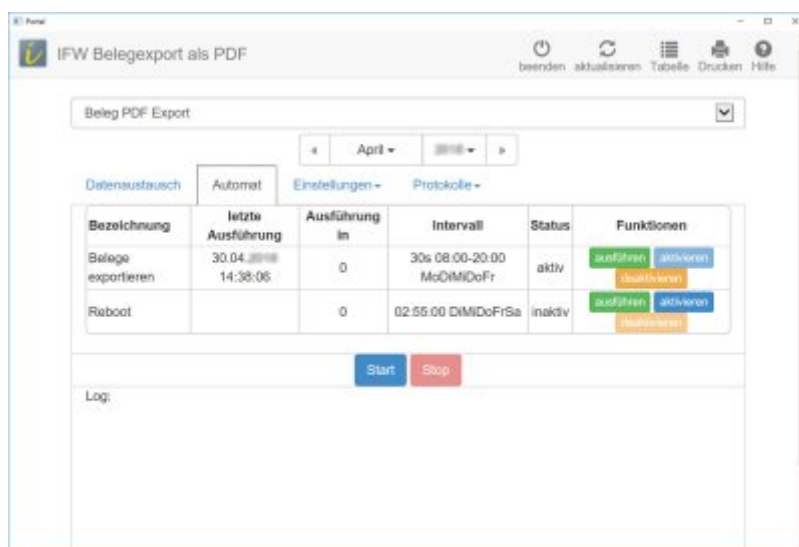 Portal
IFW Belegexport als PDF
beenden aktualisieren Tabelle Drucken Hilfe
Beleg PDF Export
« April »
Datenaustausch Automat Einstellungen Protokolle
Bezeichnung letzte Ausführung Ausführung in Intervall Status Funktionen
Belege exportieren 30.04. 14:38:06 0 30s 08:00-20:00 MoDiMiDoFr aktiv ausführen aktivieren deaktivieren
Reboot 0 02:55:00 DiMiDoFrSa inaktiv ausführen aktivieren deaktivieren
Start Stop
Log: